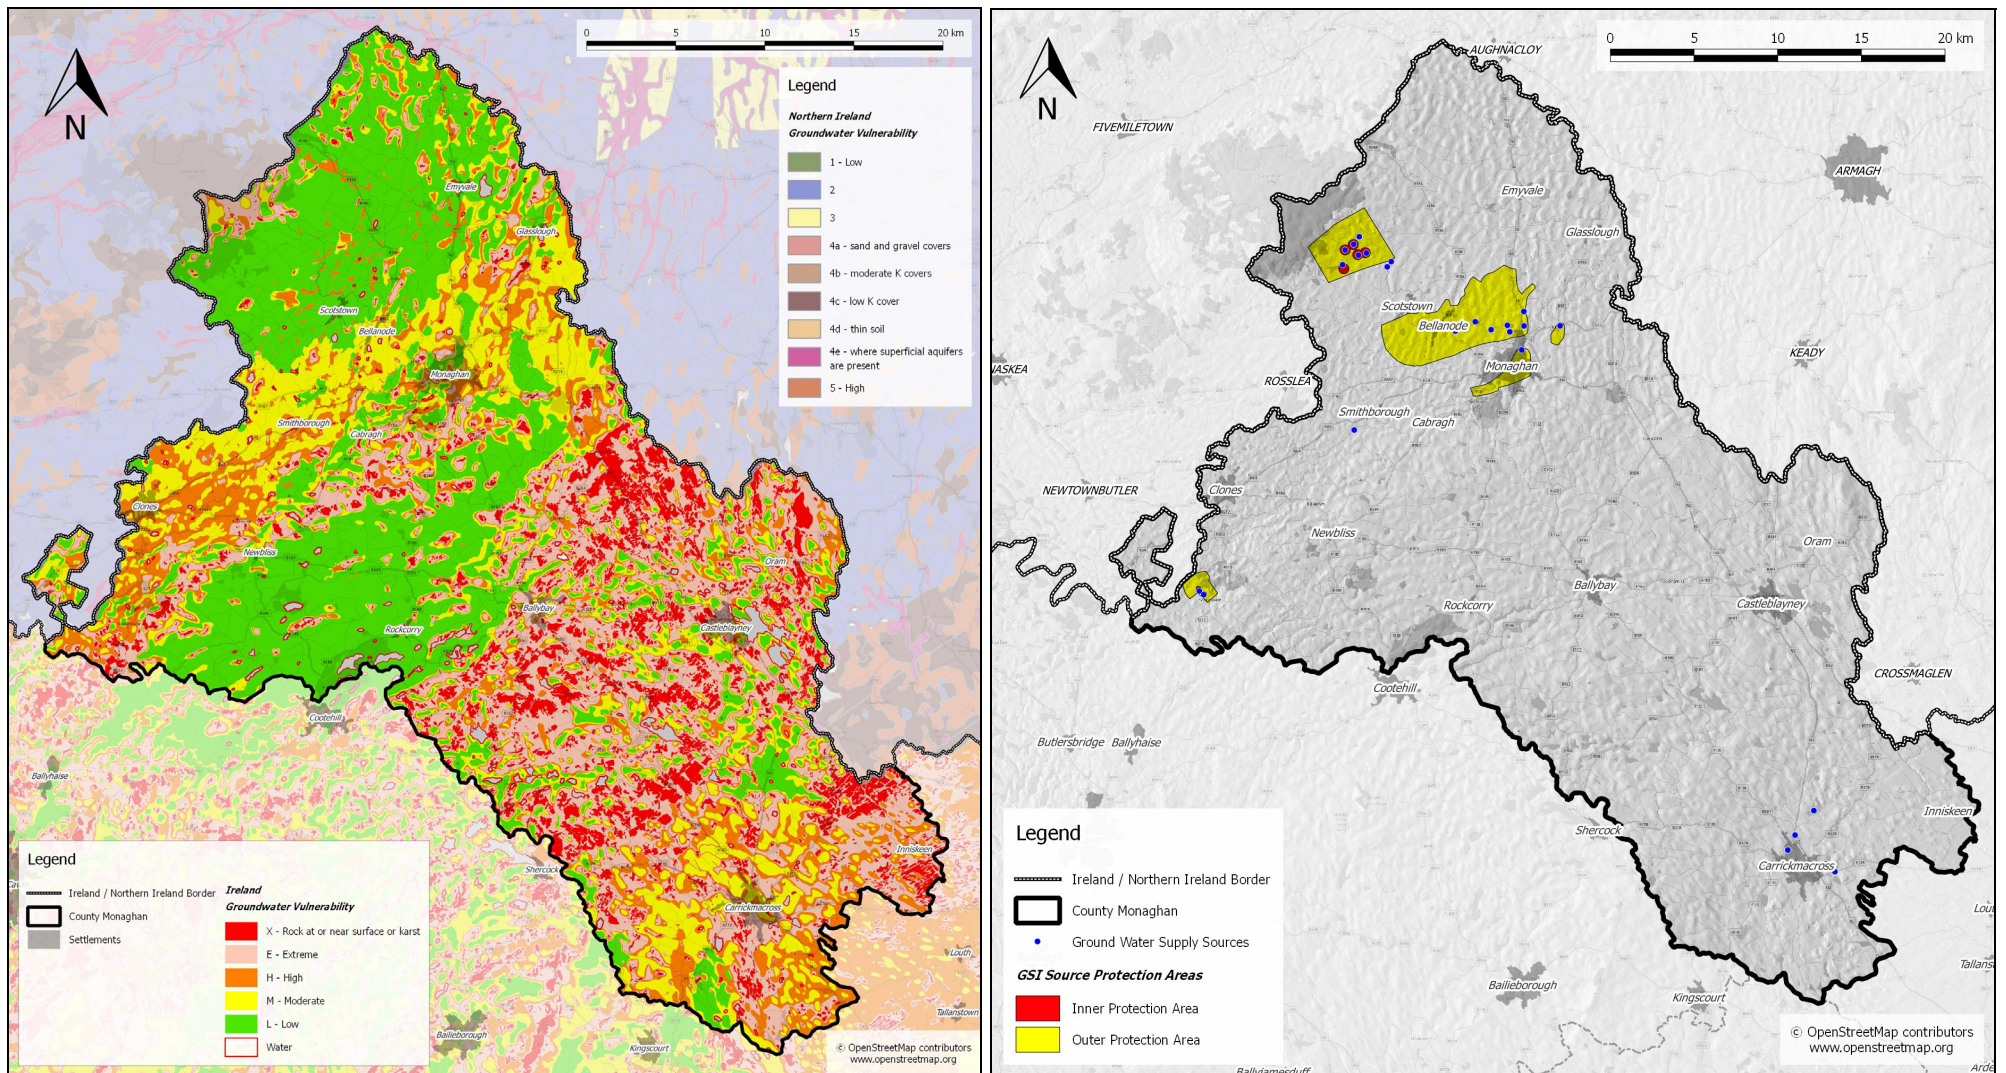 0 5 10 15 20 km
N
Legend
Northern Ireland
Groundwater Vulnerability
1 - Low
2
3
4a - sand and gravel covers
4b - moderate K covers
4c - low K cover
4d - thin soil
4e - where superficial aquifers
are present
5 - High
Emyvale
Glasslough
Scotstown
Bellanode
Monaghan
Smithborough
Cabragh
Clones
Newbliss
Oram
Ballybay
Castleblayney
Rockcorry
Cootehill
Ballyhaise
Shercock
Inniskeen
Carrickmacross
Louth
Tallanstown
Bailieborough
Kingscourt
Legend
Ireland / Northern Ireland Border
County Monaghan
Settlements
Ireland
Groundwater Vulnerability
X - Rock at or near surface or karst
E - Extreme
H - High
M - Moderate
L - Low
Water
© OpenStreetMap contributors
www.openstreetmap.org
0 5 10 15 20 km
N
AUGHNACLOY
FIVEMILETOWN
ARMAGH
Emyvale
Glasslough
Scotstown
Bellanode
Monaghan
KEADY
NASKEA
ROSSLEA
Smithborough
Cabragh
NEWTOWNBUTLER
Clones
Newbliss
Oram
Ballybay
Rockcorry
Castleblayney
CROSSMAGLEN
Cootehill
Butlersbridge
Ballyhaise
Inniskeen
Shercock
Carrickmacross
Lou
Tallans
Bailieborough
Kingscourt
Ballyjamesduff
Arde
Legend
Ireland / Northern Ireland Border
County Monaghan
Ground Water Supply Sources
GSI Source Protection Areas
Inner Protection Area
Outer Protection Area
© OpenStreetMap contributors
www.openstreetmap.org